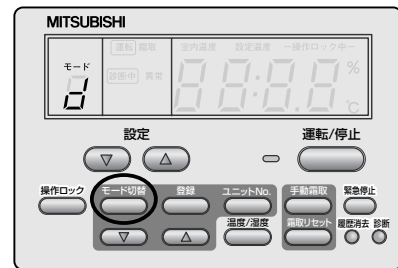 MITSUBISHI
運転 霜取 室内温度 設定温度 −操作ロック中−
モード
診断中 異常
d 88:8.8 %
℃
設定 運転/停止
▽ △
操作ロック モード切替 登録 ユニットNo. 手動霜取 緊急停止
温度/湿度 霜取リセット 履歴消去 診断
▽ △